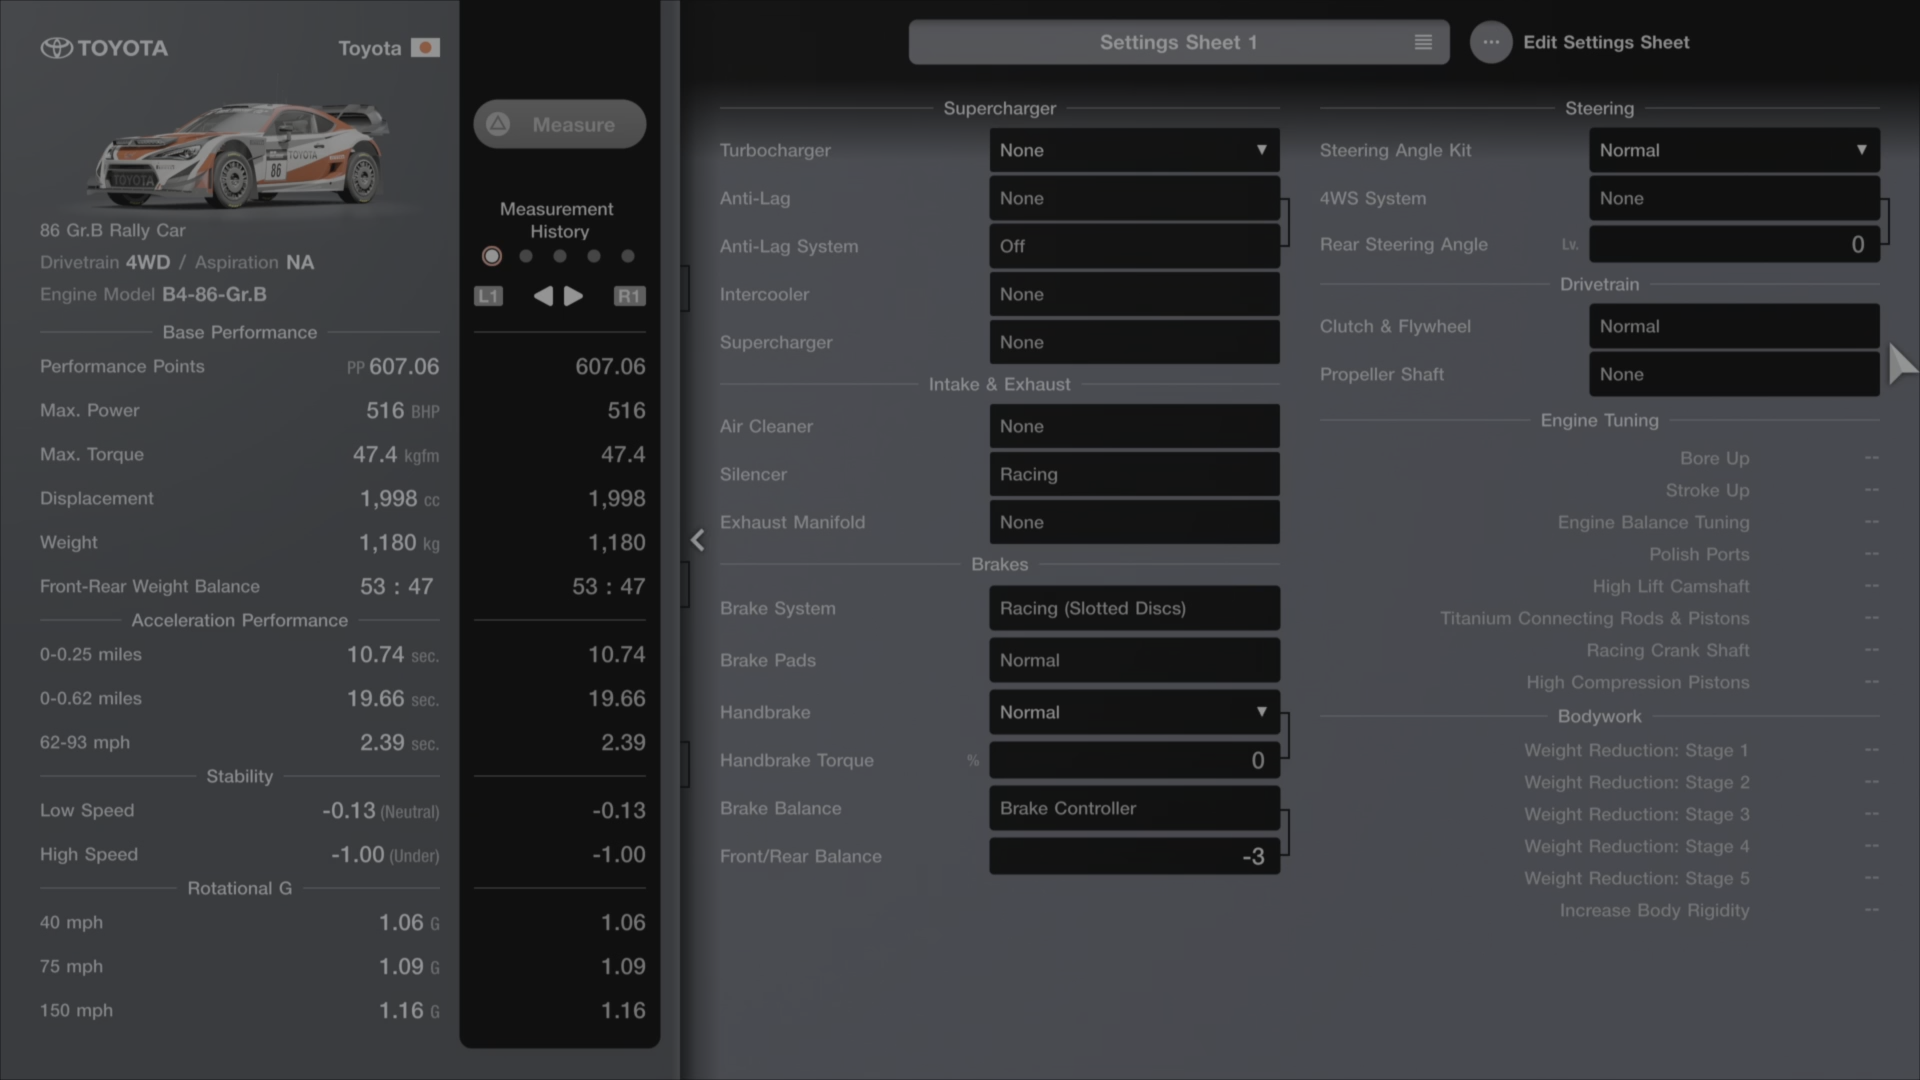 TOYOTA
Toyota
TOYOTA
86
TOYOTA
86 Gr.B Rally Car
Drivetrain 4WD / Aspiration NA
Engine Model B4-86-Gr.B
Base Performance
Performance Points PP 607.06
Max. Power 516 BHP
Max. Torque 47.4 kgfm
Displacement 1,998 cc
Weight 1,180 kg
Front-Rear Weight Balance 53 : 47
Acceleration Performance
0-0.25 miles 10.74 sec.
0-0.62 miles 19.66 sec.
62-93 mph 2.39 sec.
Stability
Low Speed -0.13 (Neutral)
High Speed -1.00 (Under)
Rotational G
40 mph 1.06 G
75 mph 1.09 G
150 mph 1.16 G
Measure
Measurement
History
L1 R1
607.06
516
47.4
1,998
1,180
53 : 47
10.74
19.66
2.39
-0.13
-1.00
1.06
1.09
1.16
Settings Sheet 1
Edit Settings Sheet
Supercharger
Turbocharger None
Anti-Lag None
Anti-Lag System Off
Intercooler None
Supercharger None
Intake & Exhaust
Air Cleaner None
Silencer Racing
Exhaust Manifold None
Brakes
Brake System Racing (Slotted Discs)
Brake Pads Normal
Handbrake Normal
Handbrake Torque % 0
Brake Balance Brake Controller
Front/Rear Balance -3
Steering
Steering Angle Kit Normal
4WS System None
Rear Steering Angle Lv. 0
Drivetrain
Clutch & Flywheel Normal
Propeller Shaft None
Engine Tuning
Bore Up --
Stroke Up --
Engine Balance Tuning --
Polish Ports --
High Lift Camshaft --
Titanium Connecting Rods & Pistons --
Racing Crank Shaft --
High Compression Pistons --
Bodywork
Weight Reduction: Stage 1 --
Weight Reduction: Stage 2 --
Weight Reduction: Stage 3 --
Weight Reduction: Stage 4 --
Weight Reduction: Stage 5 --
Increase Body Rigidity --